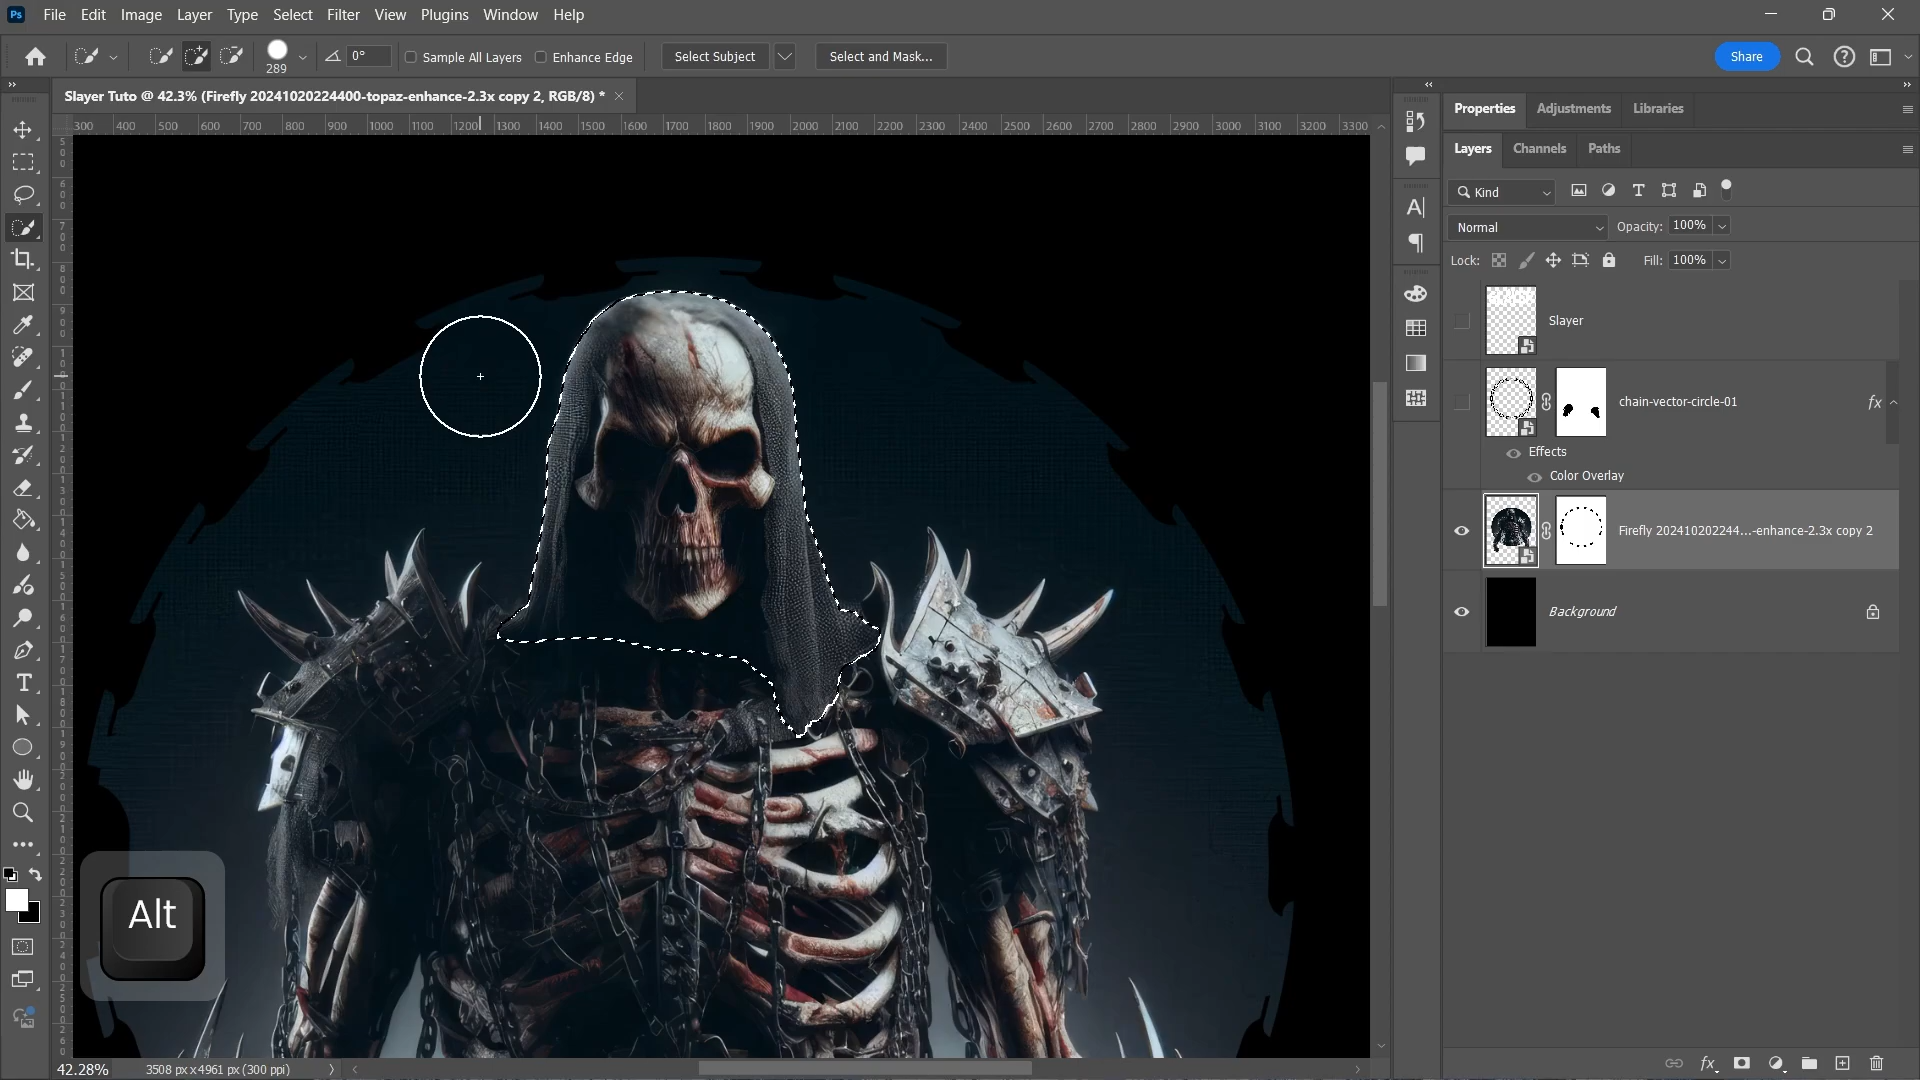 Ps File Edit Image Layer Type Select Filter View Plugins Window Help
289 0° Sample All Layers Enhance Edge Select Subject Select and Mask... Share
Slayer Tuto @ 42.3% (Firefly 20241020224400-topaz-enhance-2.3x copy 2, RGB/8) *
300 400 500 600 700 800 900 1000 1100 1200 1300 1400 1500 1600 1700 1800 1900 2000 2100 2200 2300 2400 2500 2600 2700 2800 2900 3000 3100 3200 3300
Properties Adjustments Libraries
Layers Channels Paths
Kind
Normal Opacity: 100%
Lock: Fill: 100%
Slayer
chain-vector-circle-01 fx
Effects
Color Overlay
Firefly 202410202244...-enhance-2.3x copy 2
Background
Alt
42.28% 3508 px x 4961 px (300 ppi)
fx